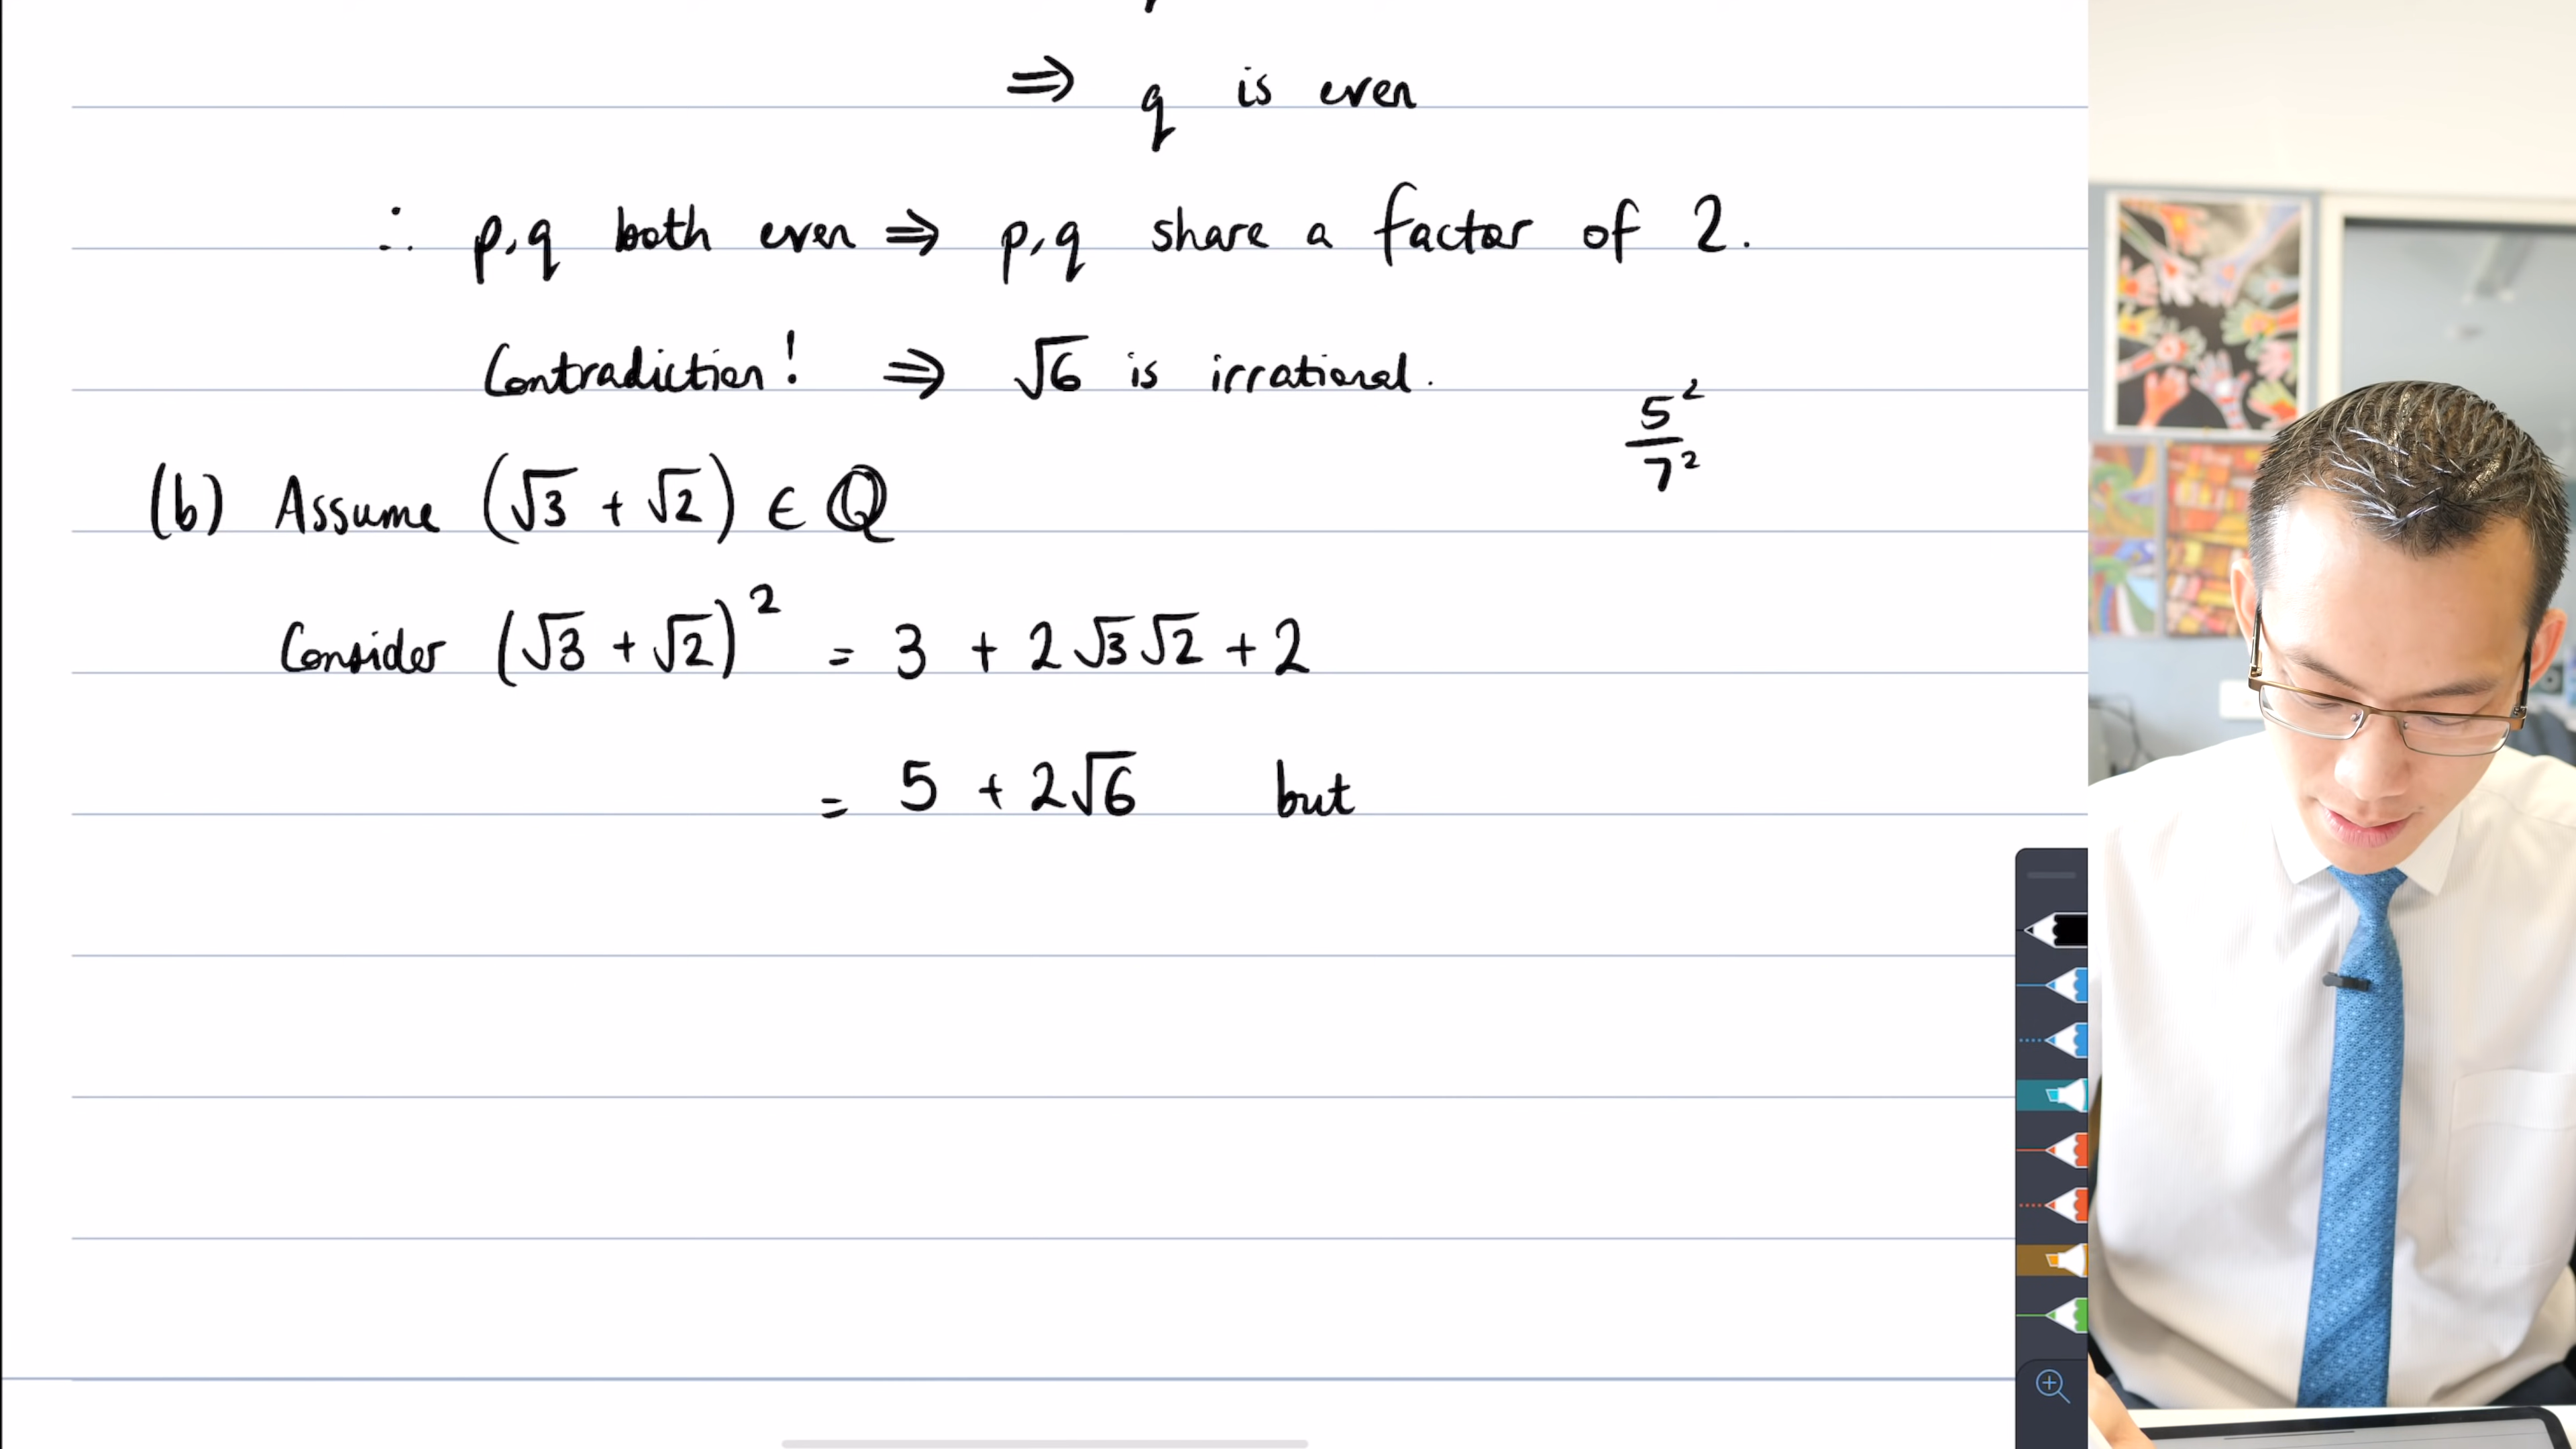 ⇒ q is even
∴ p,q both even ⇒ p,q share a factor of 2.
Contradiction! ⇒ √6 is irrational.
5²
7²
(b) Assume (√3 + √2) ∈ ℚ
Consider (√3 + √2)² = 3 + 2√3√2 + 2
= 5 + 2√6 but